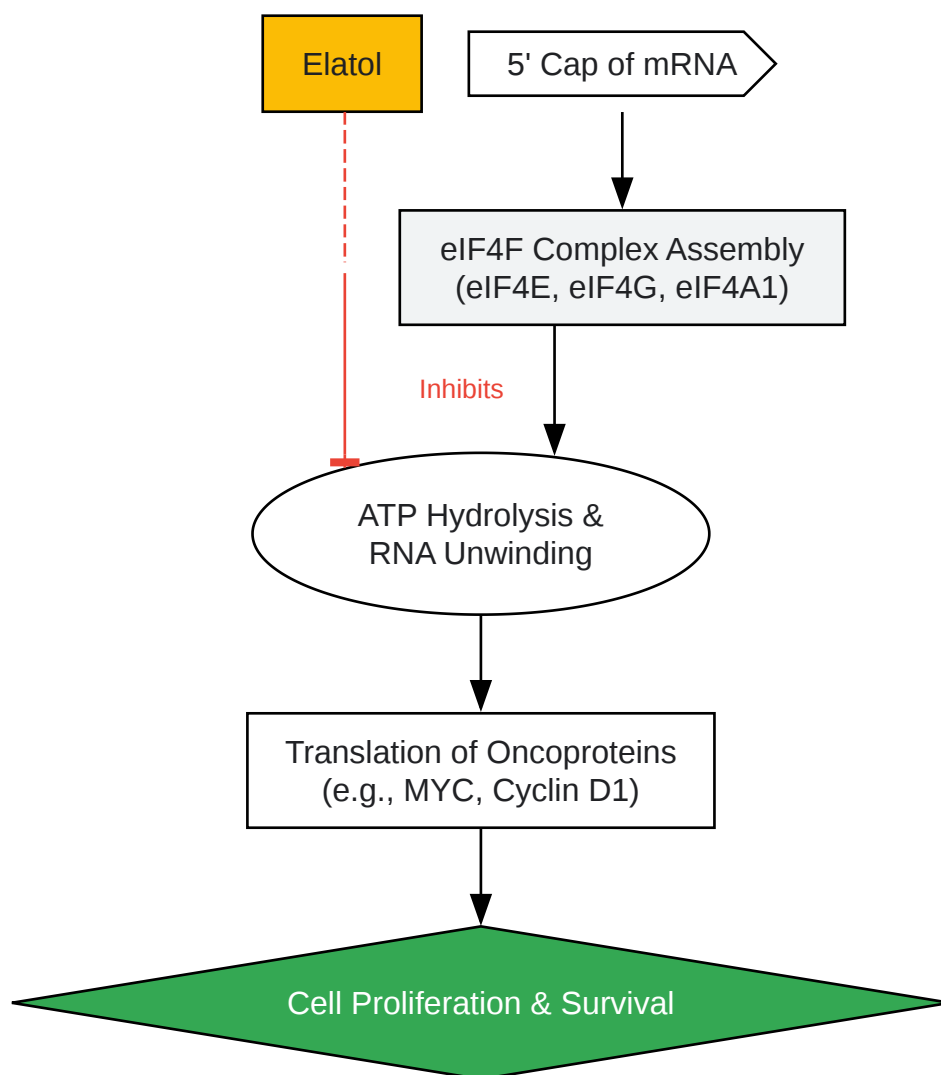 Elatol
5' Cap of mRNA
eIF4F Complex Assembly
(eIF4E, eIF4G, eIF4A1)
Inhibits
ATP Hydrolysis &
RNA Unwinding
Translation of Oncoproteins
(e.g., MYC, Cyclin D1)
Cell Proliferation & Survival